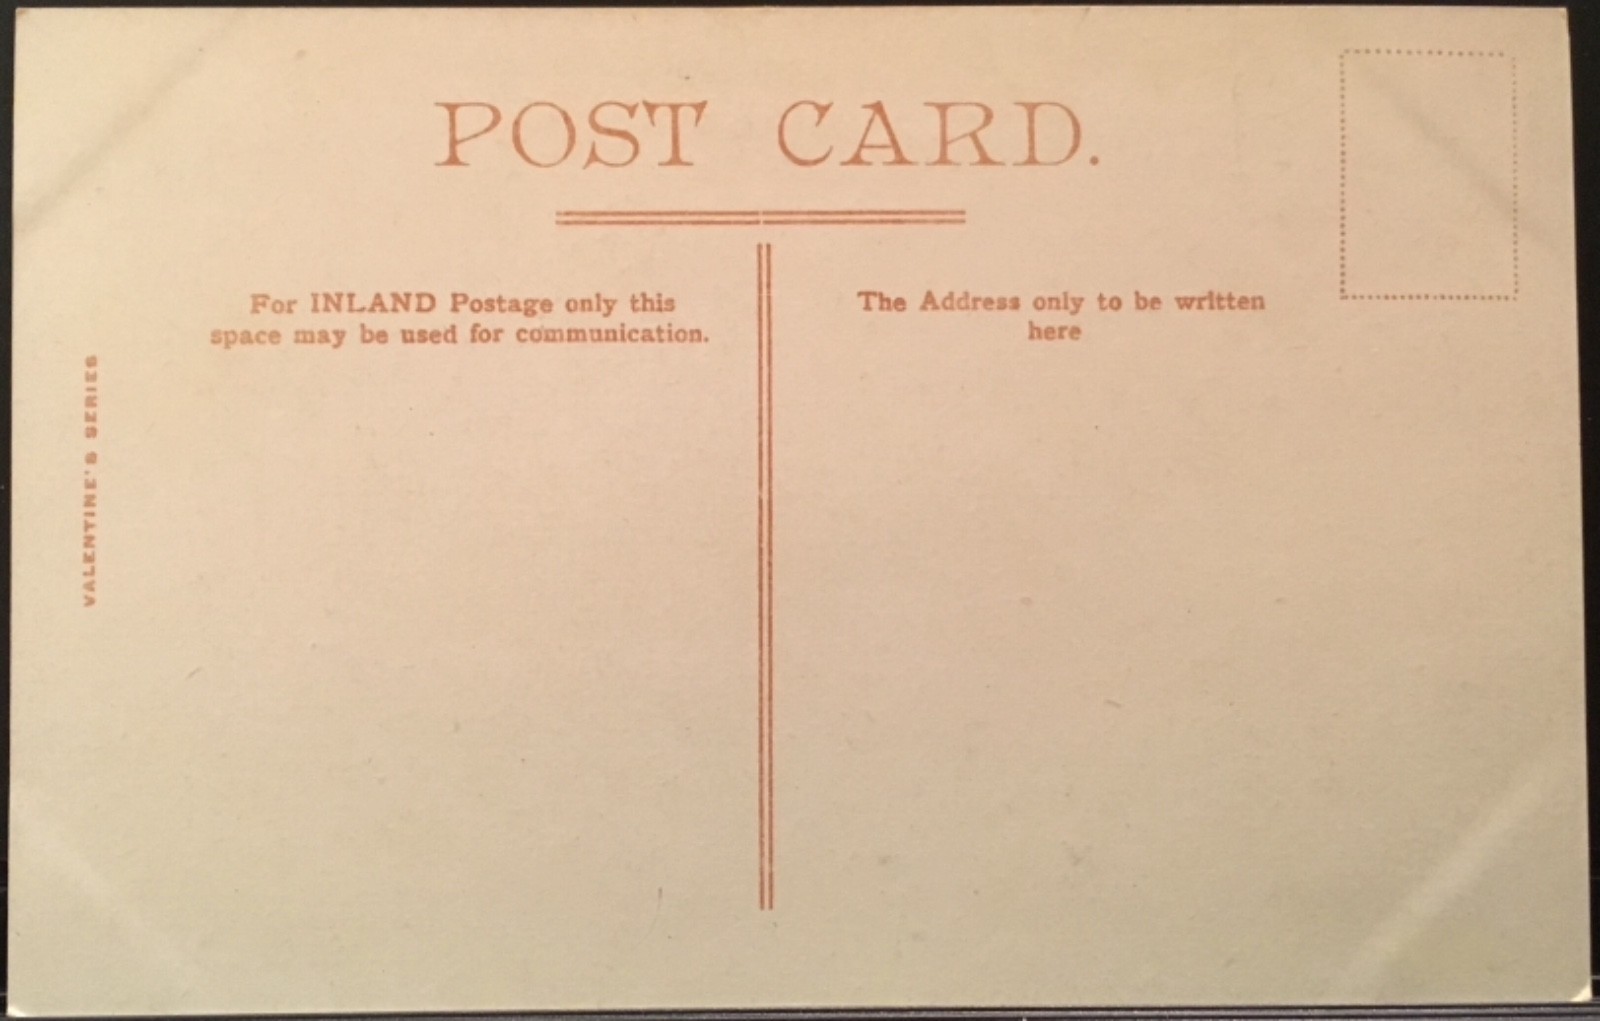 POST CARD.
For INLAND Postage only this
space may be used for communication.
The Address only to be written
here
VALENTINE'S SERIES